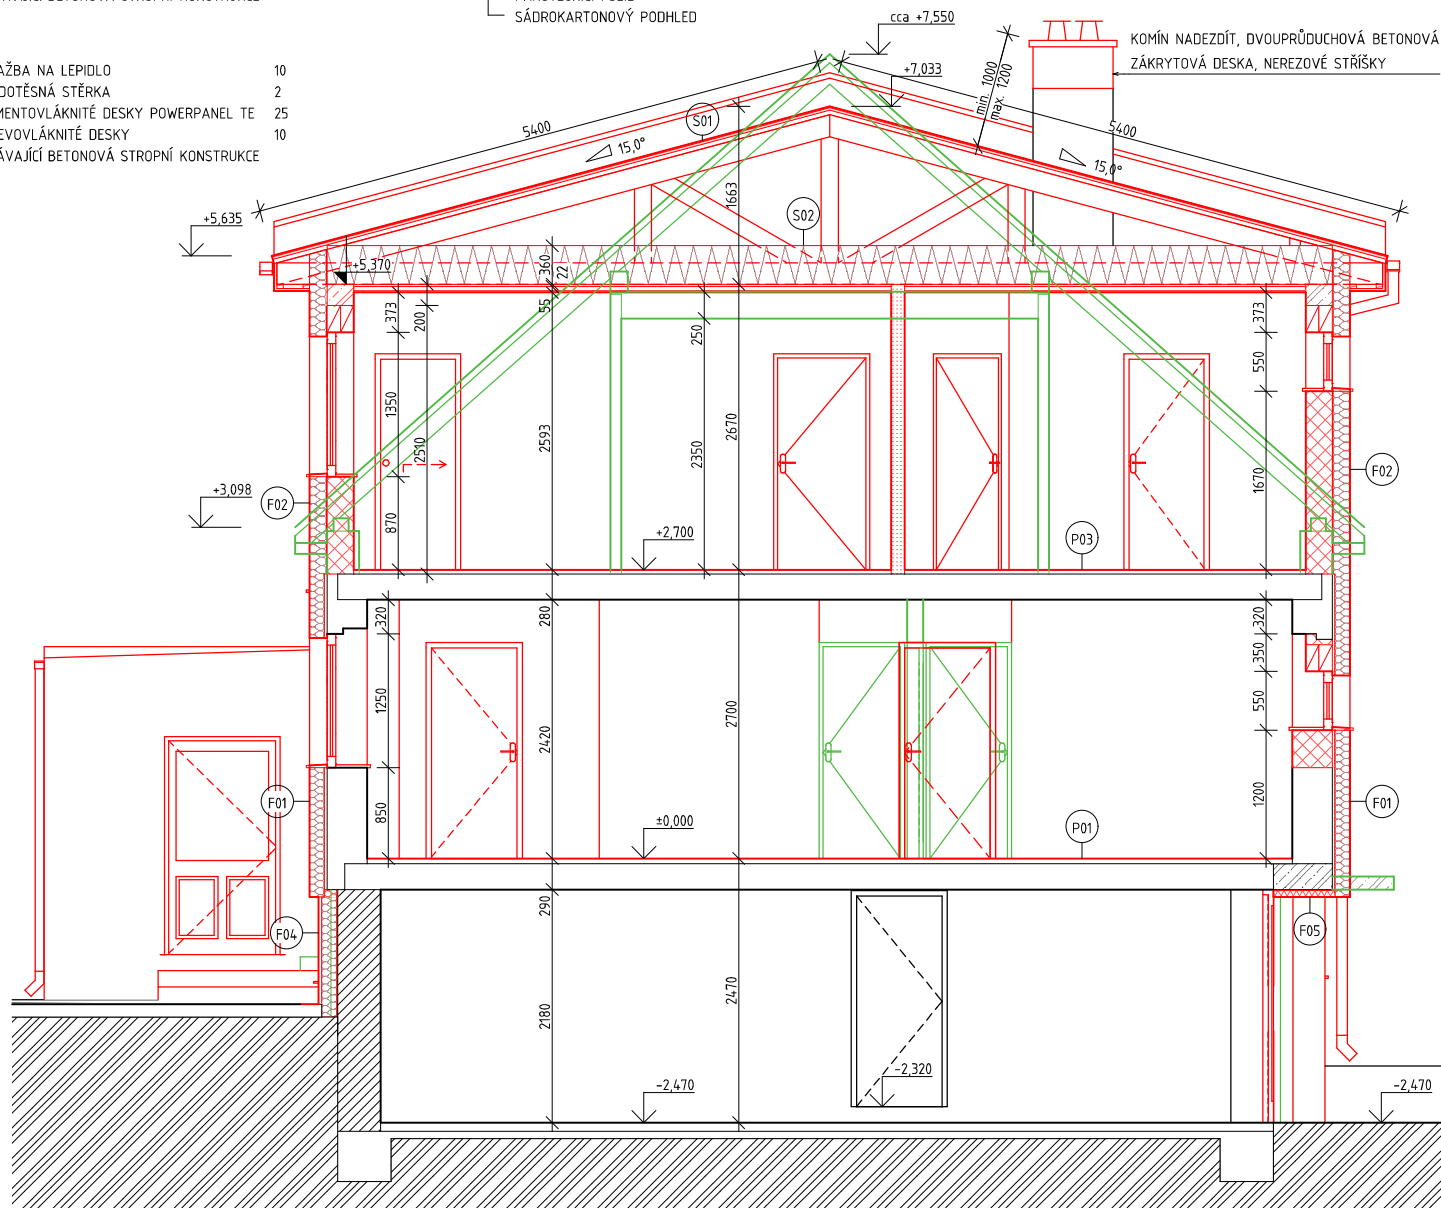 SÁDROKARTONOVÝ PODHLED
cca +7,550
KOMÍN NADEZDÍT, DVOUPRŮDUCHOVÁ BETONOVÁ
ZÁKRYTOVÁ DESKA, NEREZOVÉ STŘÍŠKY
AŽBA NA LEPIDLO 10
DOTĚSNÁ STĚRKA 2
MENTOVLÁKNITÉ DESKY POWERPANEL TE 25
EVOVLÁKNITÉ DESKY 10
ÁVAJÍCÍ BETONOVÁ STROPNÍ KONSTRUKCE
+7,033
min. 1000
max. 1200
5400
S01
15,0°
5400
15,0°
1663
S02
+5,635
+5,370
360
22
55
373
200
250
373
550
1350
2510
2593
2350
2670
1670
870
+3,098
F02
F02
+2,700
P03
320
280
320
350
550
1250
2420
2700
850
1200
F01
F01
±0,000
P01
290
F04
F05
2180
2470
-2,320
-2,470
-2,470